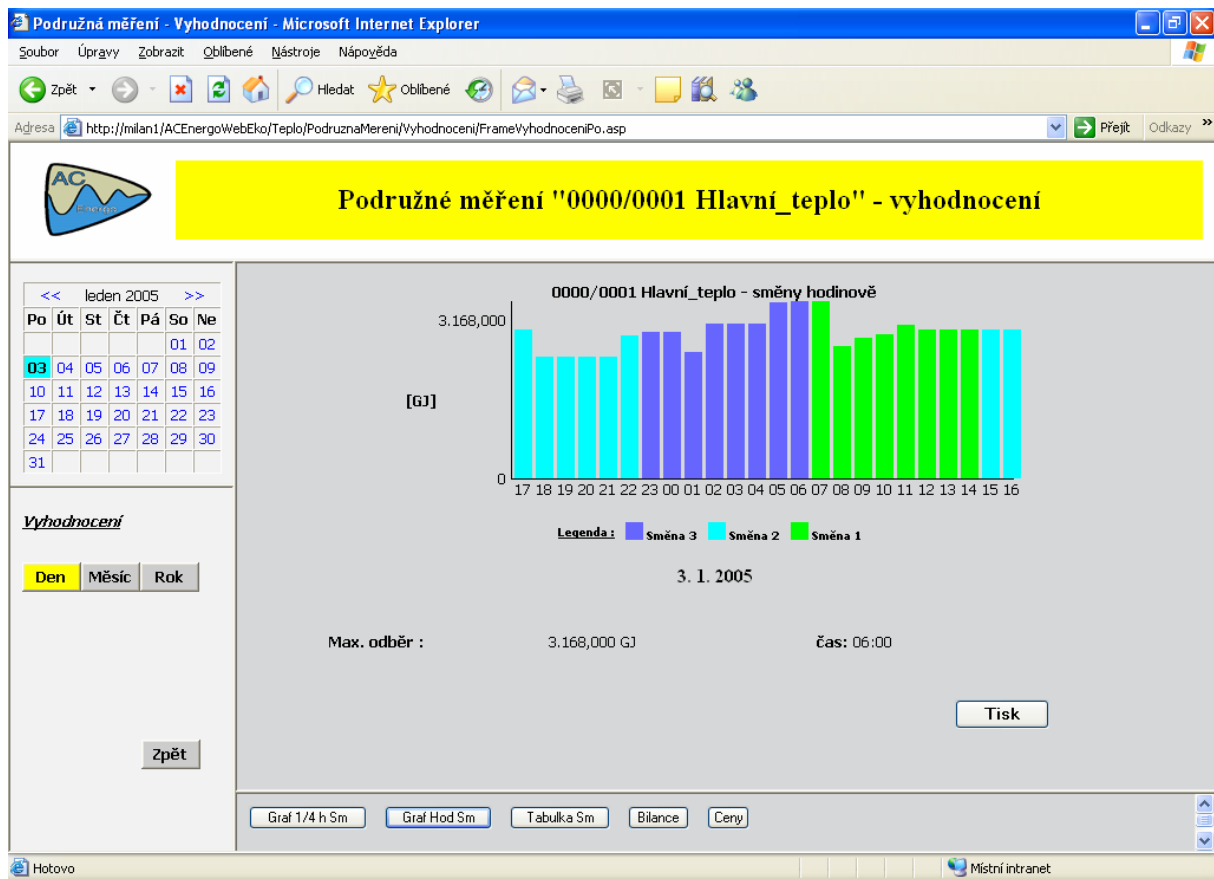 Podružná měření - Vyhodnocení - Microsoft Internet Explorer
Soubor Úpravy Zobrazit Oblíbené Nástroje Nápověda
Zpět Hledat Oblíbené
Adresa http://milan1/ACEnergoWebEko/Teplo/PodruznaMereni/Vyhodnoceni/FrameVyhodnoceniPo.asp Přejít Odkazy »
AC
Energo
Podružné měření "0000/0001 Hlavní_teplo" - vyhodnocení
<< leden 2005 >>
Po Út St Čt Pá So Ne
01 02
03 04 05 06 07 08 09
10 11 12 13 14 15 16
17 18 19 20 21 22 23
24 25 26 27 28 29 30
31
Vyhodnocení
Den Měsíc Rok
Zpět
0000/0001 Hlavní_teplo - směny hodinově
3.168,000
[GJ]
0
17 18 19 20 21 22 23 00 01 02 03 04 05 06 07 08 09 10 11 12 13 14 15 16
Legenda : Směna 3 Směna 2 Směna 1
3. 1. 2005
Max. odběr : 3.168,000 GJ čas: 06:00
Tisk
Graf 1/4 h Sm Graf Hod Sm Tabulka Sm Bilance Ceny
Hotovo Místní intranet